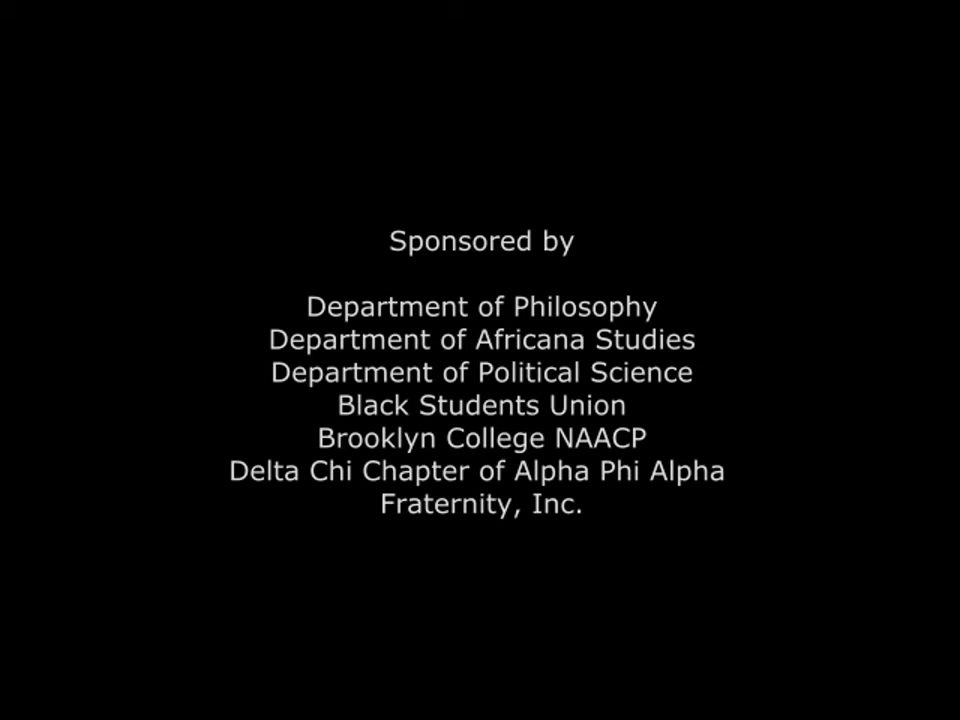 Sponsored by
Department of Philosophy
Department of Africana Studies
Department of Political Science
Black Students Union
Brooklyn College NAACP
Delta Chi Chapter of Alpha Phi Alpha
Fraternity, Inc.